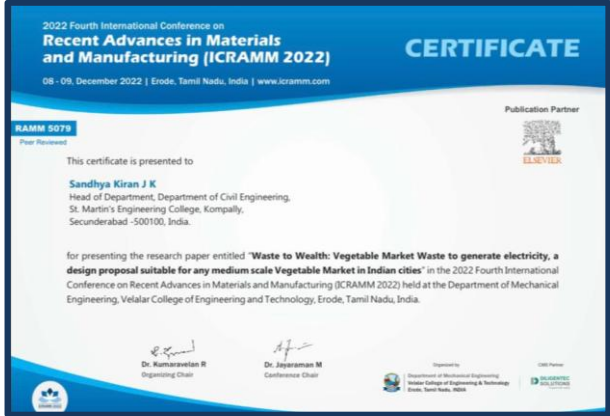 2022 Fourth International Conference on
Recent Advances in Materials
and Manufacturing (ICRAMM 2022)
CERTIFICATE
08 - 09, December 2022 | Erode, Tamil Nadu, India | www.icramm.com
Publication Partner
RAMM 5079
Peer Reviewed
ELSEVIER
This certificate is presented to
Sandhya Kiran J K
Head of Department, Department of Civil Engineering,
St. Martin's Engineering College, Kompally,
Secunderabad -500100, India.
for presenting the research paper entitled "Waste to Wealth: Vegetable Market Waste to generate electricity, a
design proposal suitable for any medium scale Vegetable Market in Indian cities" in the 2022 Fourth International
Conference on Recent Advances in Materials and Manufacturing (ICRAMM 2022) held at the Department of Mechanical
Engineering, Velalar College of Engineering and Technology, Erode, Tamil Nadu, India.
Dr. Kumaravelan R
Organizing Chair
Dr. Jayaraman M
Conference Chair
Organized by
Department of Mechanical Engineering
Velalar College of Engineering & Technology
Erode, Tamil Nadu, INDIA
CMS Partner
DILIGENTEC
SOLUTIONS